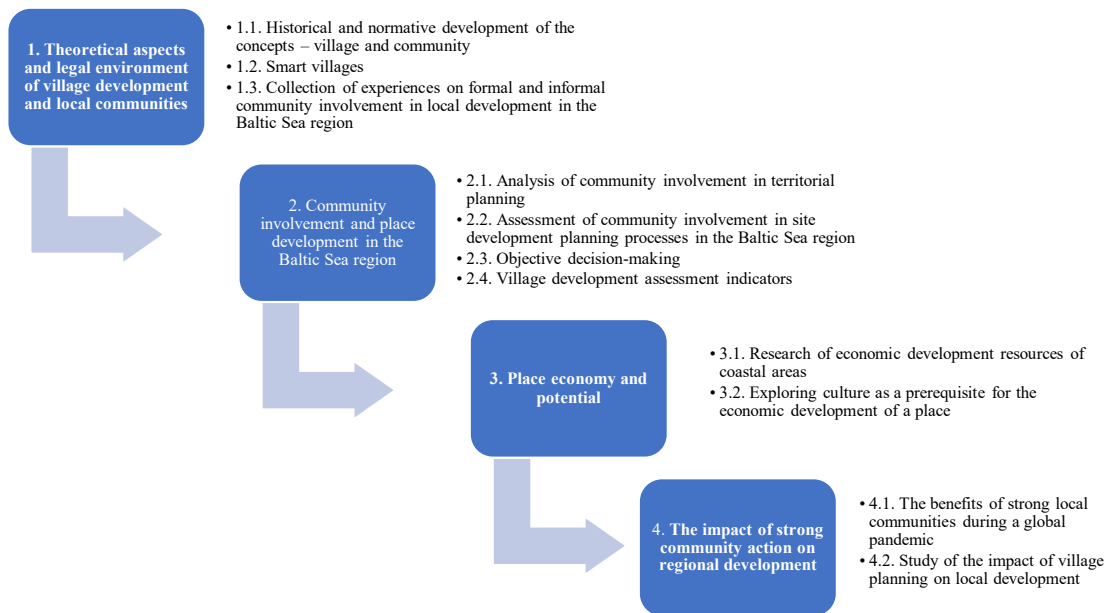 1. Theoretical aspects
and legal environment
of village development
and local communities
• 1.1. Historical and normative development of the
concepts – village and community
• 1.2. Smart villages
• 1.3. Collection of experiences on formal and informal
community involvement in local development in the
Baltic Sea region
2. Community
involvement and place
development in the
Baltic Sea region
• 2.1. Analysis of community involvement in territorial
planning
• 2.2. Assessment of community involvement in site
development planning processes in the Baltic Sea region
• 2.3. Objective decision-making
• 2.4. Village development assessment indicators
3. Place economy and
potential
• 3.1. Research of economic development resources of
coastal areas
• 3.2. Exploring culture as a prerequisite for the
economic development of a place
4. The impact of strong
community action on
regional development
• 4.1. The benefits of strong local
communities during a global
pandemic
• 4.2. Study of the impact of village
planning on local development